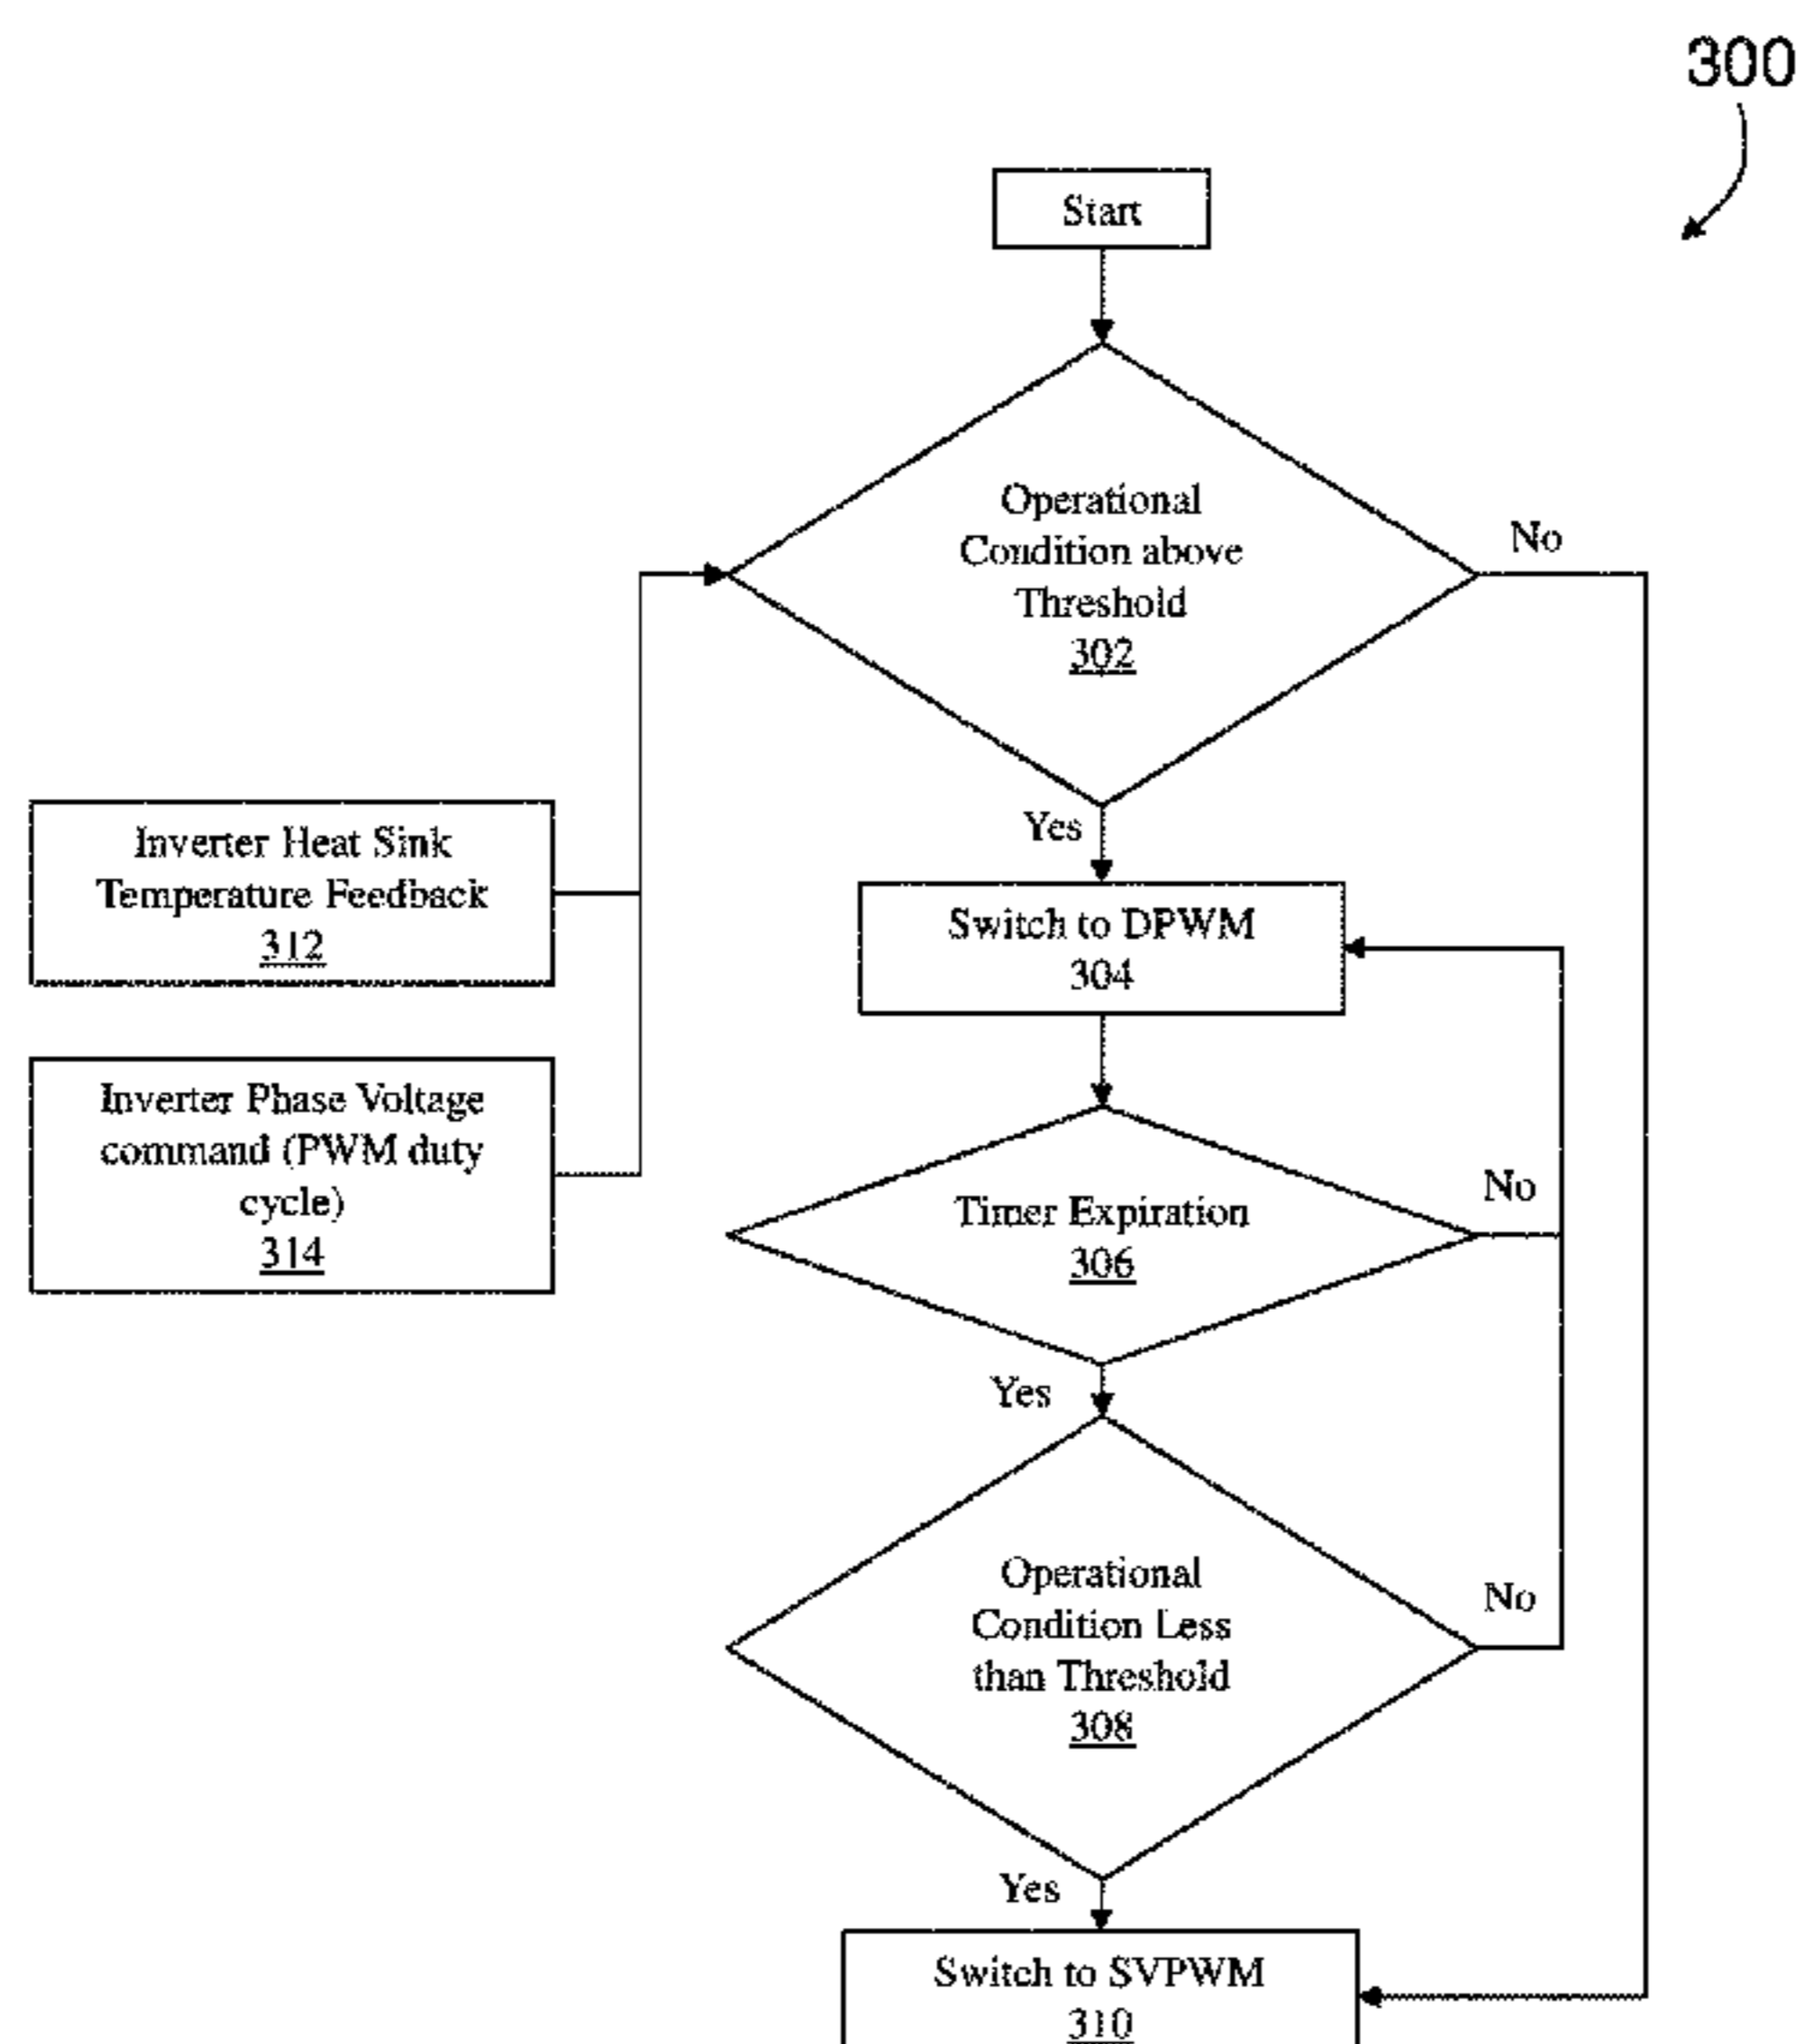 300
Start
Operational
Condition above
Threshold
302
No
Yes
Inverter Heat Sink
Temperature Feedback
312
Switch to DPWM
304
Inverter Phase Voltage
command (PWM duty
cycle)
314
Timer Expiration
306
No
Yes
Operational
Condition Less
than Threshold
308
No
Yes
Switch to SVPWM
310